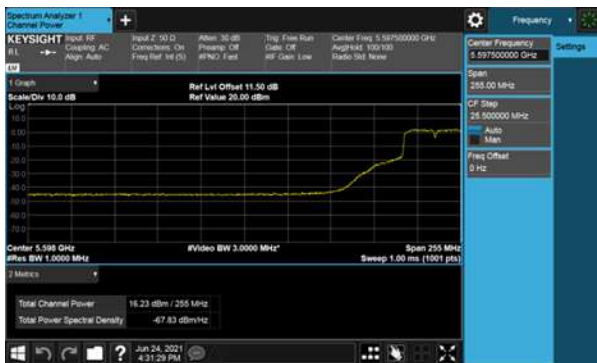 Spectrum Analyzer 1
Channel Power
Frequency
KEYSIGHT Input: RF
R L
Coupling: AC
Align: Auto
Input Z: 50 Ω
Corrections: On
Freq Ref: Int (S)
Atten: 30 dB
Preamp: Off
#PNO: Fast
Trig: Free Run
Gate: Off
IF Gain: Low
Center Freq: 5.597500000 GHz
Avg|Hold: 100/100
Radio Std: None
Center Frequency
5.597500000 GHz
Settings
Span
255.00 MHz
CF Step
25.500000 MHz
Auto
Man
Freq Offset
0 Hz
1 Graph
Scale/Div 10.0 dB
Ref Lvl Offset 11.50 dB
Ref Value 20.00 dBm
Log
10.0
0.00
-10.0
-20.0
-30.0
-40.0
-50.0
-60.0
-70.0
Center 5.598 GHz
#Res BW 1.0000 MHz
#Video BW 3.0000 MHz*
Span 255 MHz
Sweep 1.00 ms (1001 pts)
2 Metrics
Total Channel Power 16.23 dBm / 255 MHz
Total Power Spectral Density -67.83 dBm/Hz
Jun 24, 2021
4:31:29 PM